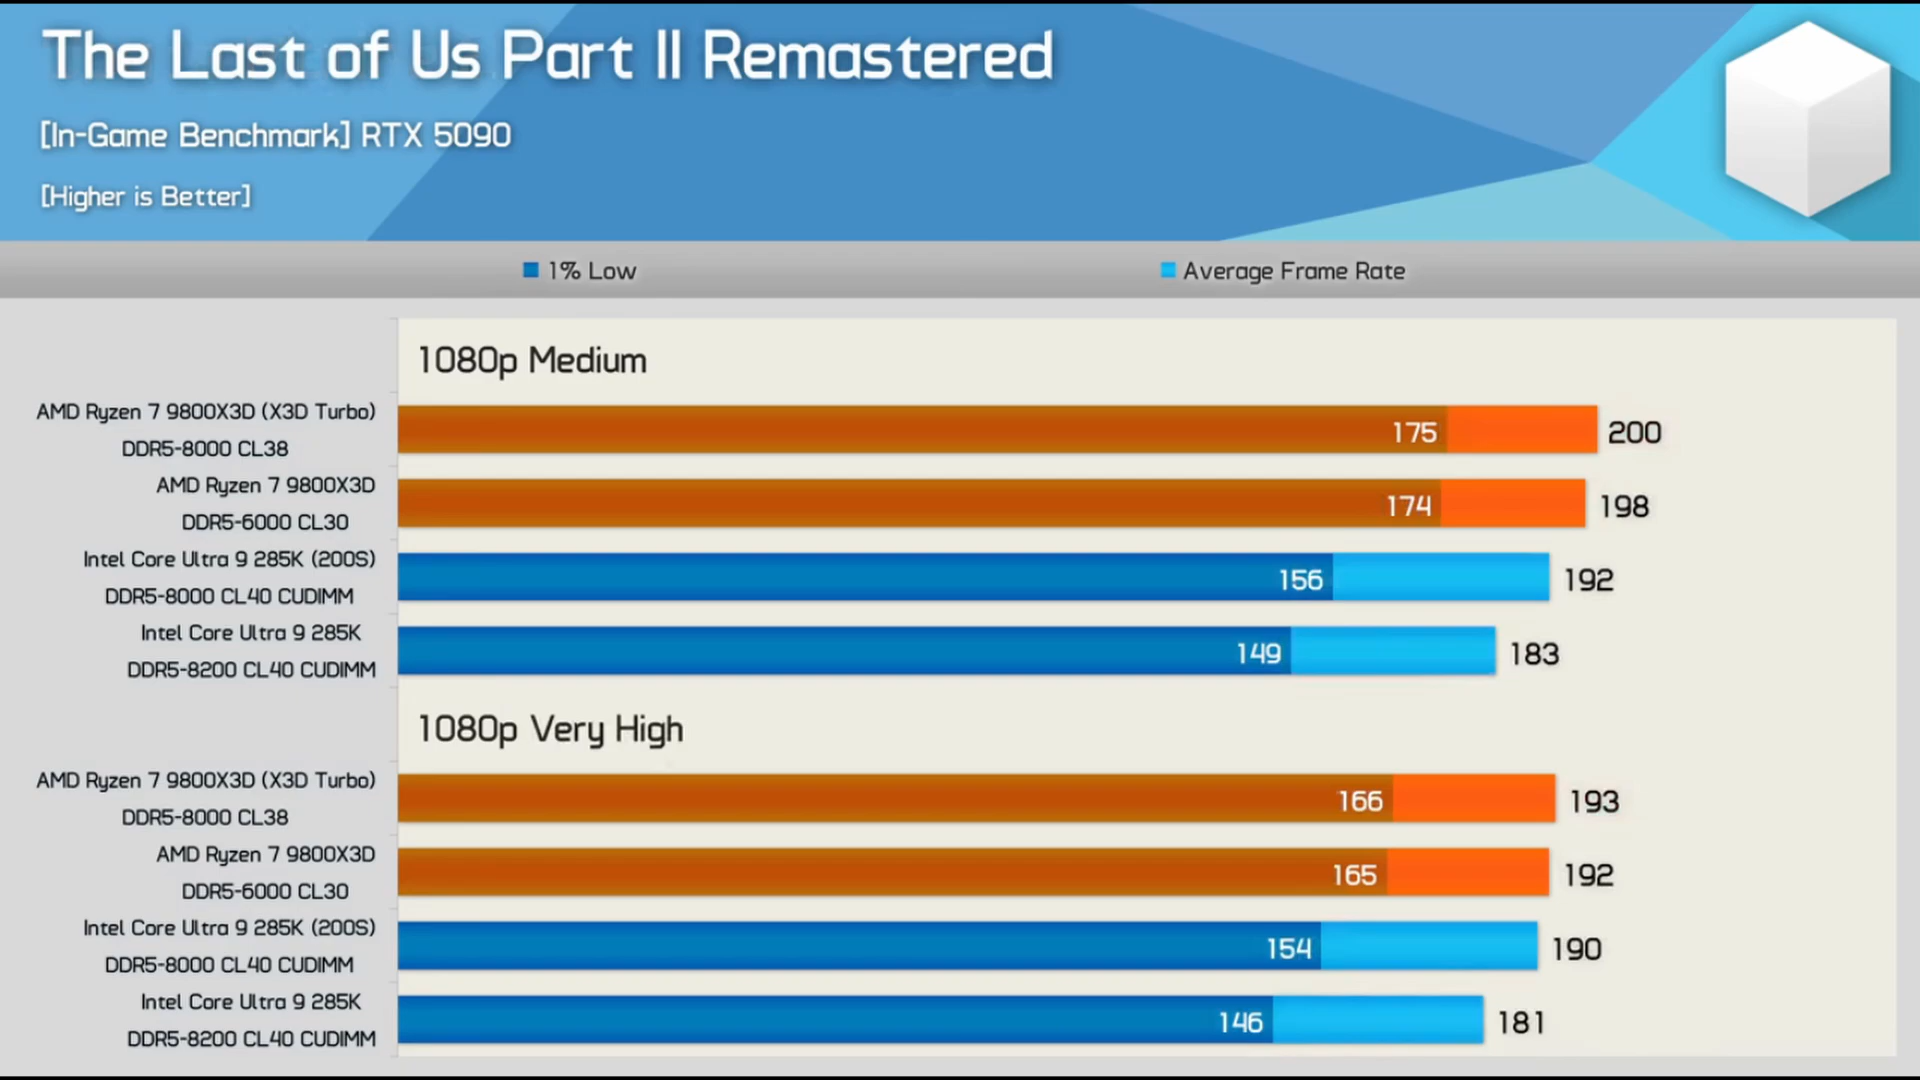 The Last of Us Part II Remastered
[In-Game Benchmark] RTX 5090
[Higher is Better]
1% Low
Average Frame Rate
1080p Medium
AMD Ryzen 7 9800X3D (X3D Turbo)
DDR5-8000 CL38
175
200
AMD Ryzen 7 9800X3D
DDR5-6000 CL30
174
198
Intel Core Ultra 9 285K (200S)
DDR5-8000 CL40 CUDIMM
156
192
Intel Core Ultra 9 285K
DDR5-8200 CL40 CUDIMM
149
183
1080p Very High
AMD Ryzen 7 9800X3D (X3D Turbo)
DDR5-8000 CL38
166
193
AMD Ryzen 7 9800X3D
DDR5-6000 CL30
165
192
Intel Core Ultra 9 285K (200S)
DDR5-8000 CL40 CUDIMM
154
190
Intel Core Ultra 9 285K
DDR5-8200 CL40 CUDIMM
146
181